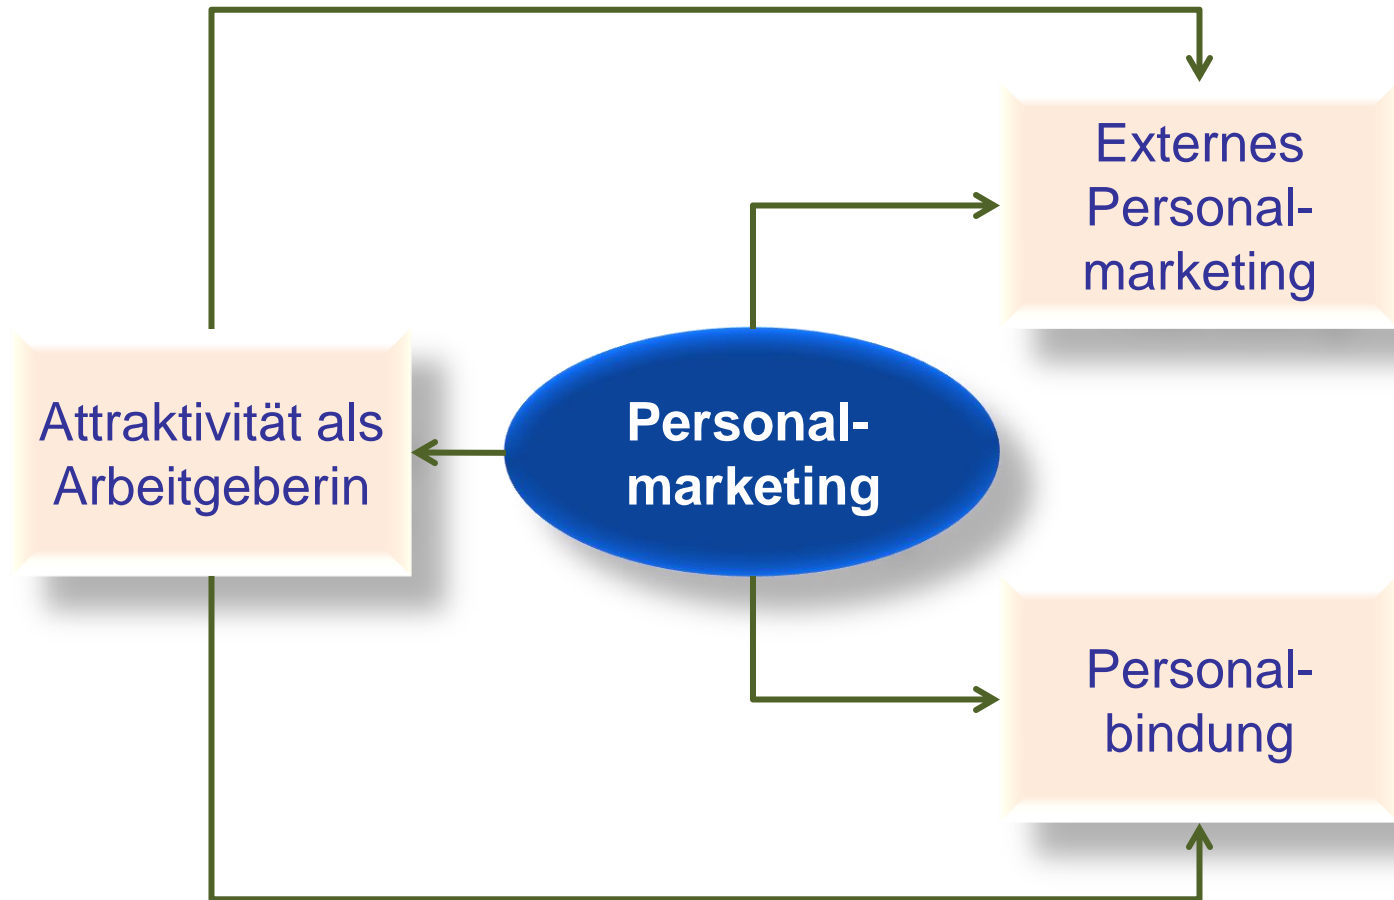 Externes
Personal-
marketing
Attraktivität als
Arbeitgeberin
Personal-
marketing
Personal-
bindung